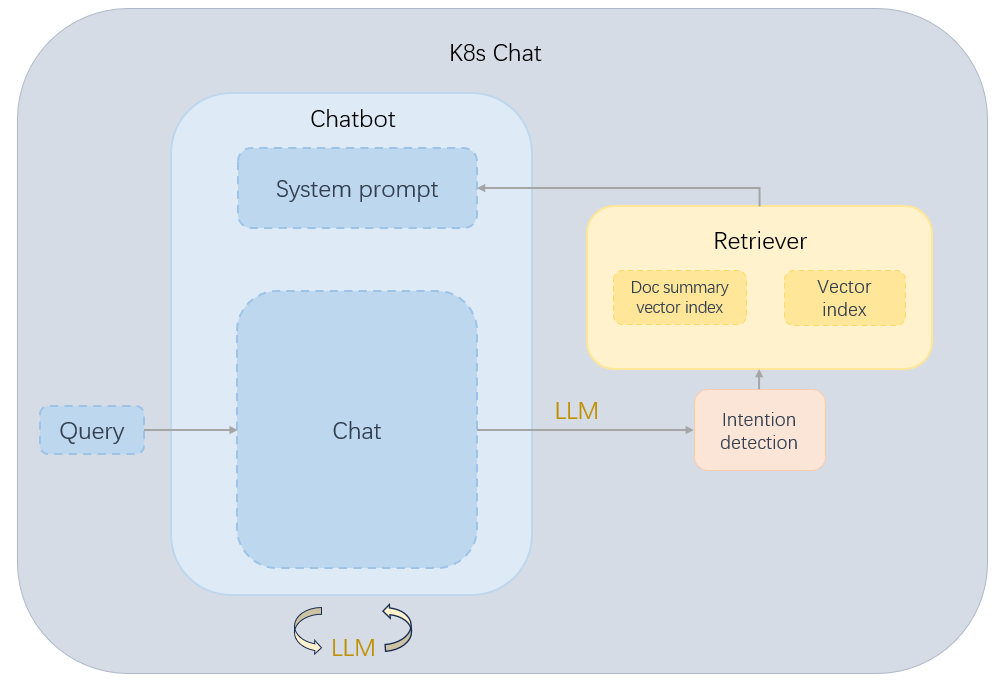 K8s Chat
Chatbot
System prompt
Retriever
Doc summary
vector index
Vector
index
Query
Chat
LLM
Intention
detection
LLM